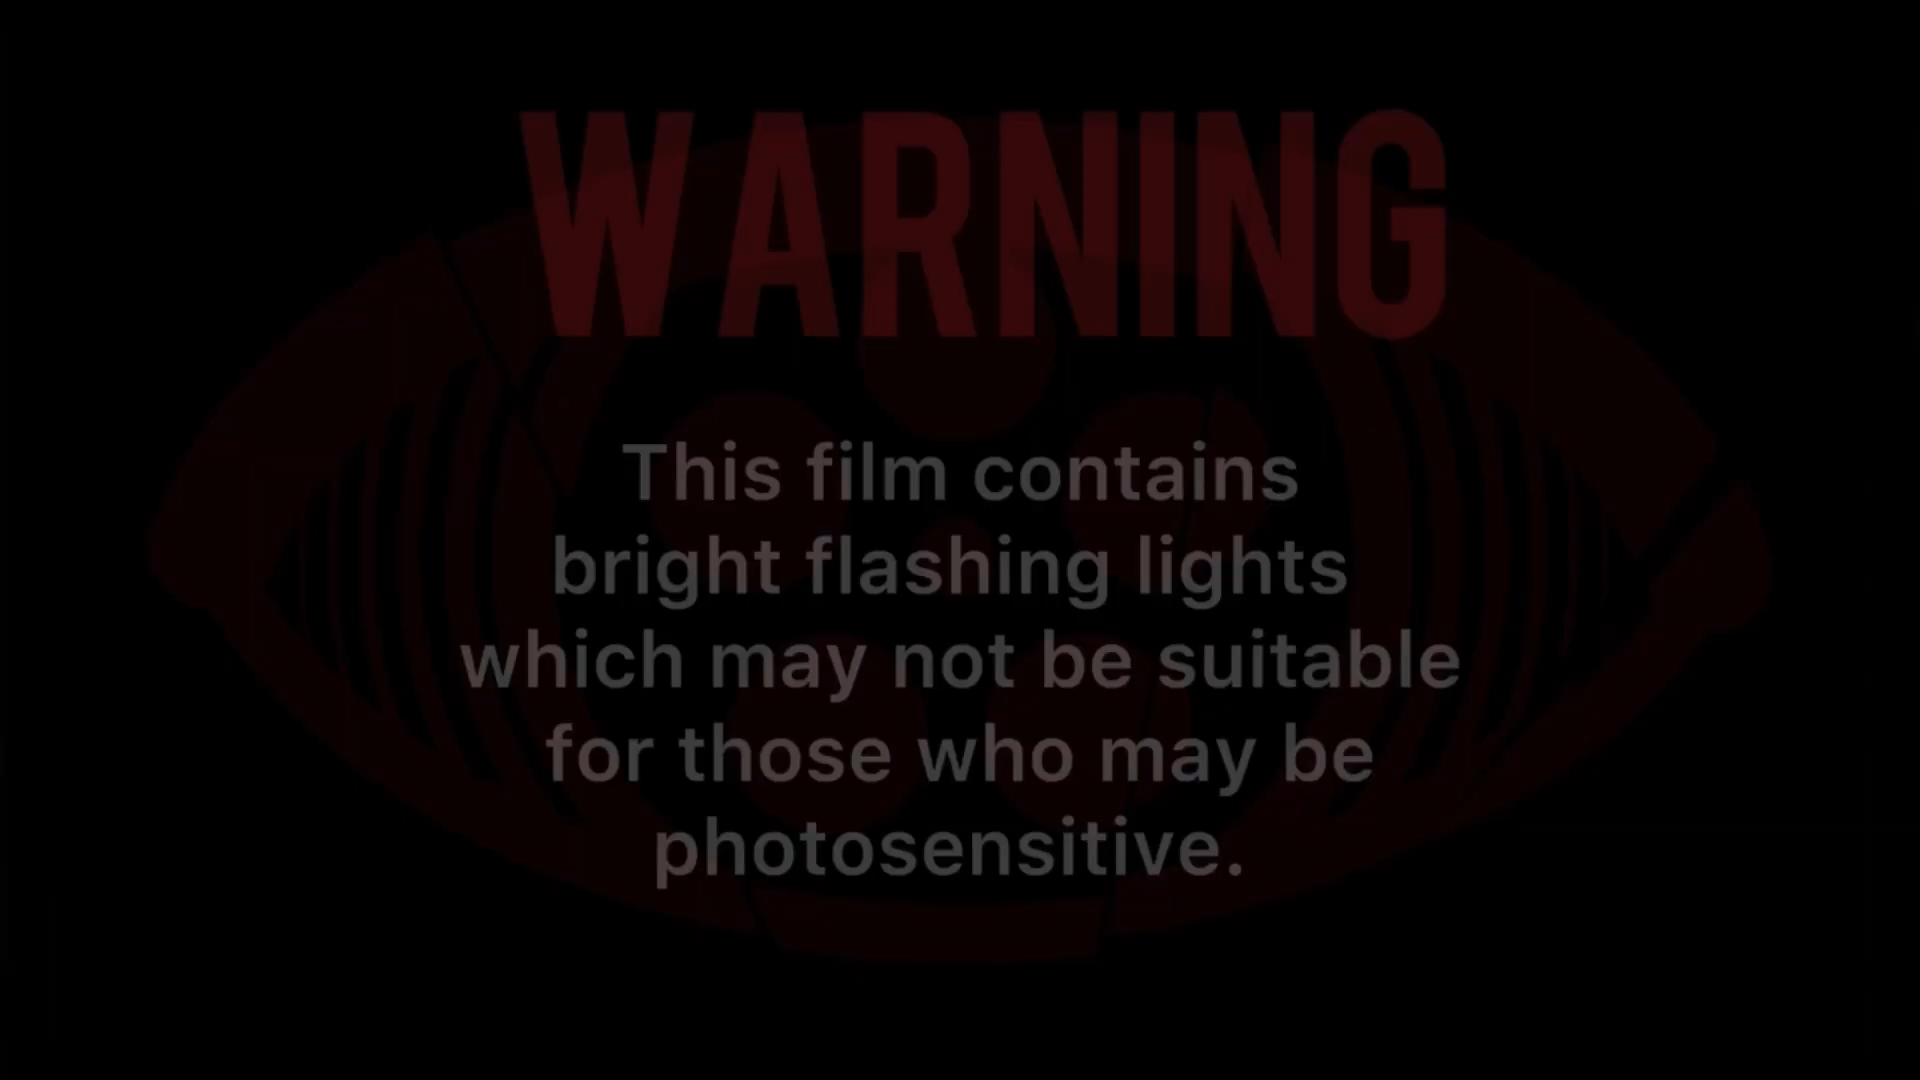 WARNING
This film contains
bright flashing lights
which may not be suitable
for those who may be
photosensitive.